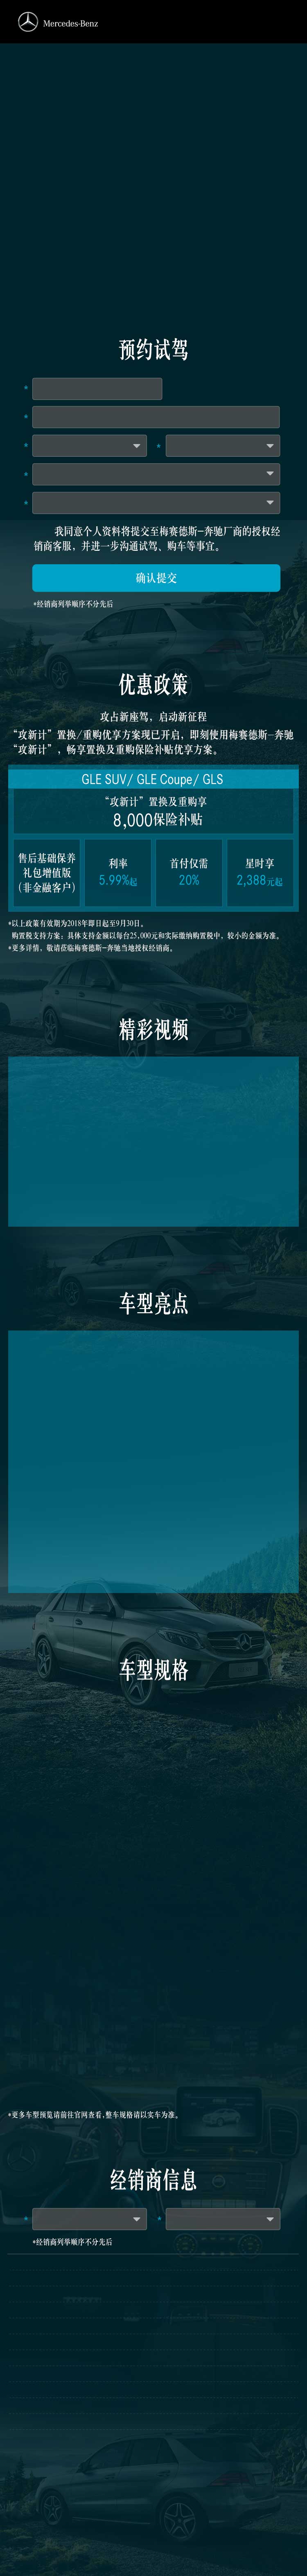 Mercedes-Benz
预约试驾
*
*
* *
*
*
我同意个人资料将提交至梅赛德斯-奔驰厂商的授权经
销商客服，并进一步沟通试驾、购车等事宜。
确认提交
*经销商列举顺序不分先后
优惠政策
攻占新座驾，启动新征程
“攻新计”置换/重购优享方案现已开启，即刻使用梅赛德斯-奔驰
“攻新计”，畅享置换及重购保险补贴优享方案。
GLE SUV/ GLE Coupe/ GLS
“攻新计”置换及重购享
8,000保险补贴
售后基础保养
礼包增值版
(非金融客户)
利率
5.99%起
首付仅需
20%
星时享
2,388元起
*以上政策有效期为2018年即日起至9月30日。
购置税支持方案：具体支持金额以每台25,000元和实际缴纳购置税中，较小的金额为准。
*更多详情，敬请莅临梅赛德斯-奔驰当地授权经销商。
精彩视频
车型亮点
车型规格
*更多车型预览请前往官网查看,整车规格请以实车为准。
经销商信息
* *
*经销商列举顺序不分先后